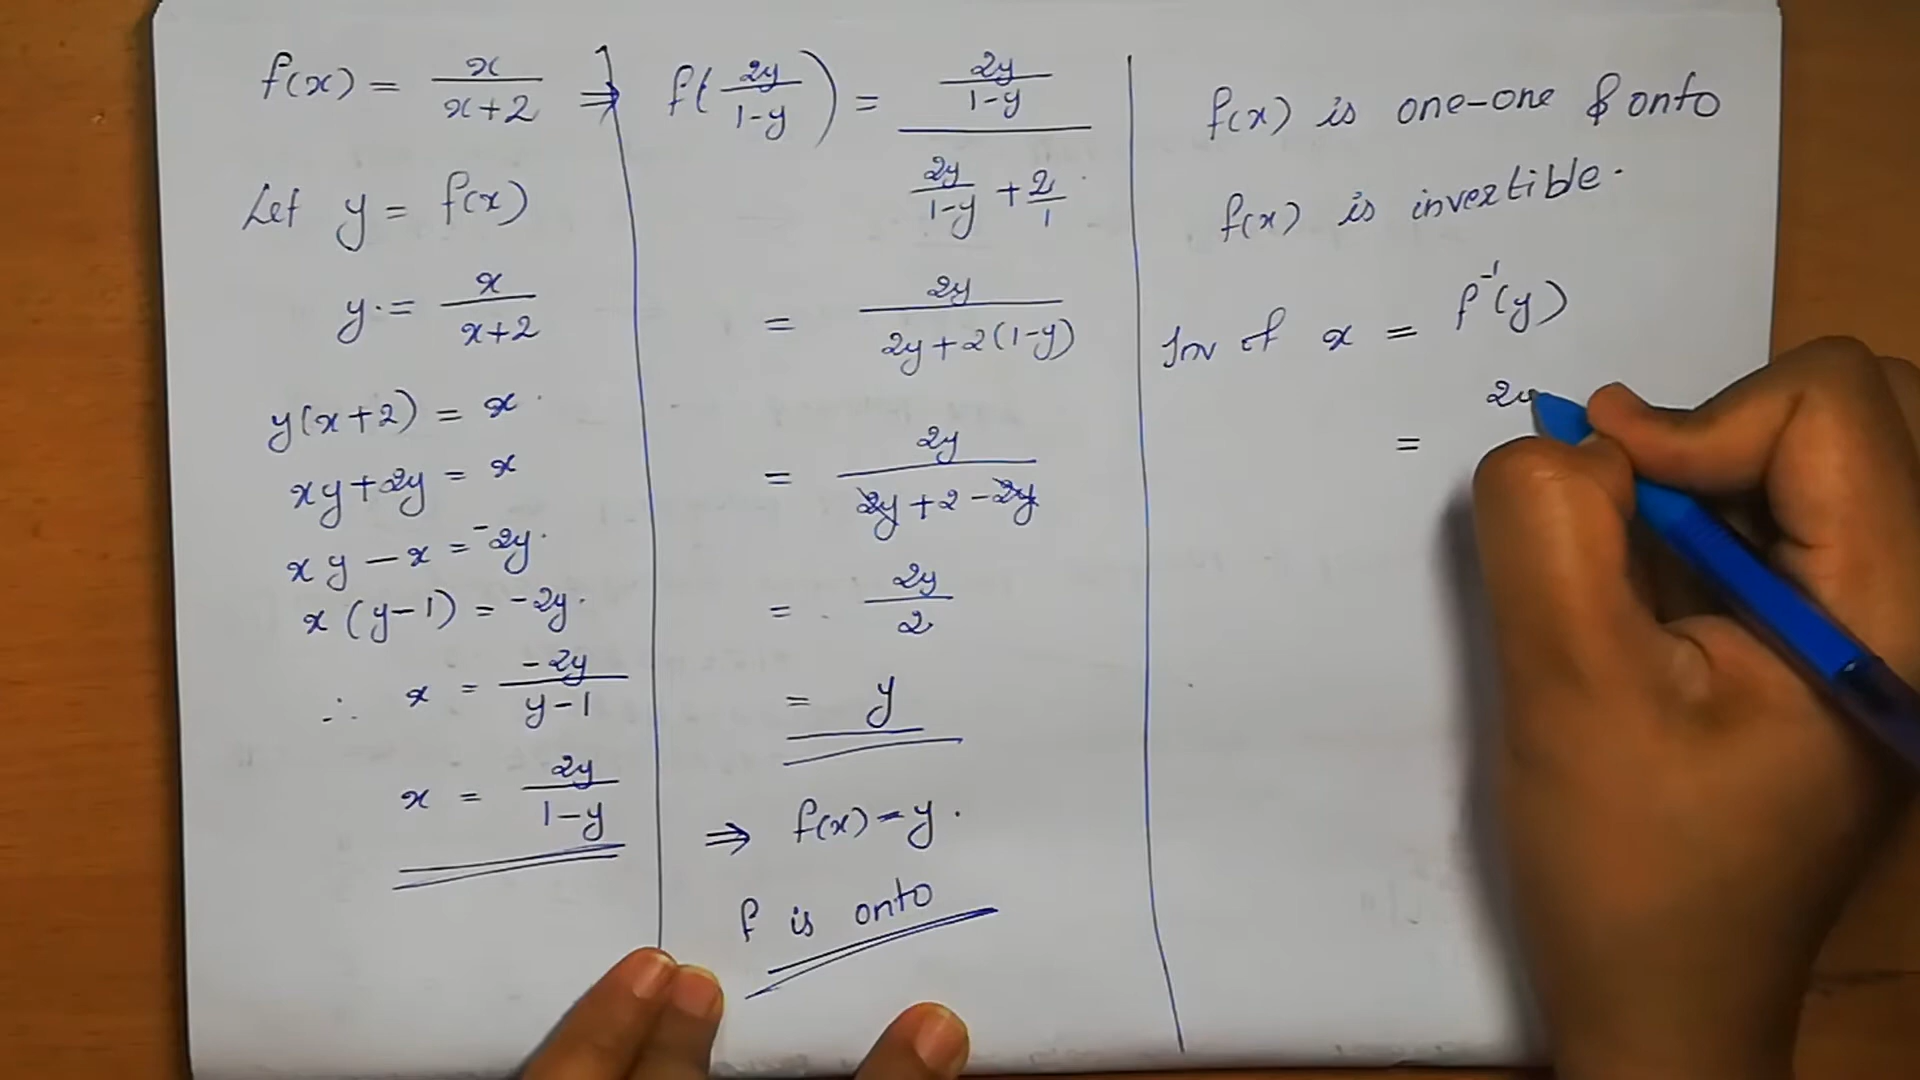 f(x) = x/(x+2) ⇒
Let y = f(x)
y = x/(x+2)
y(x+2) = x
xy+2y = x
xy − x = -2y
x(y-1) = -2y
∴ x = -2y/(y-1)
x = 2y/(1-y)
f(2y/(1-y)) = (2y/(1-y)) / (2y/(1-y) + 2/1)
= 2y/(2y+2(1-y))
= 2y/(2y+2-2y)
= 2y/2
= y
⇒ f(x) = y.
f is onto
f(x) is one-one & onto
f(x) is invertible.
Inv of x = f⁻¹(y)
= 2y